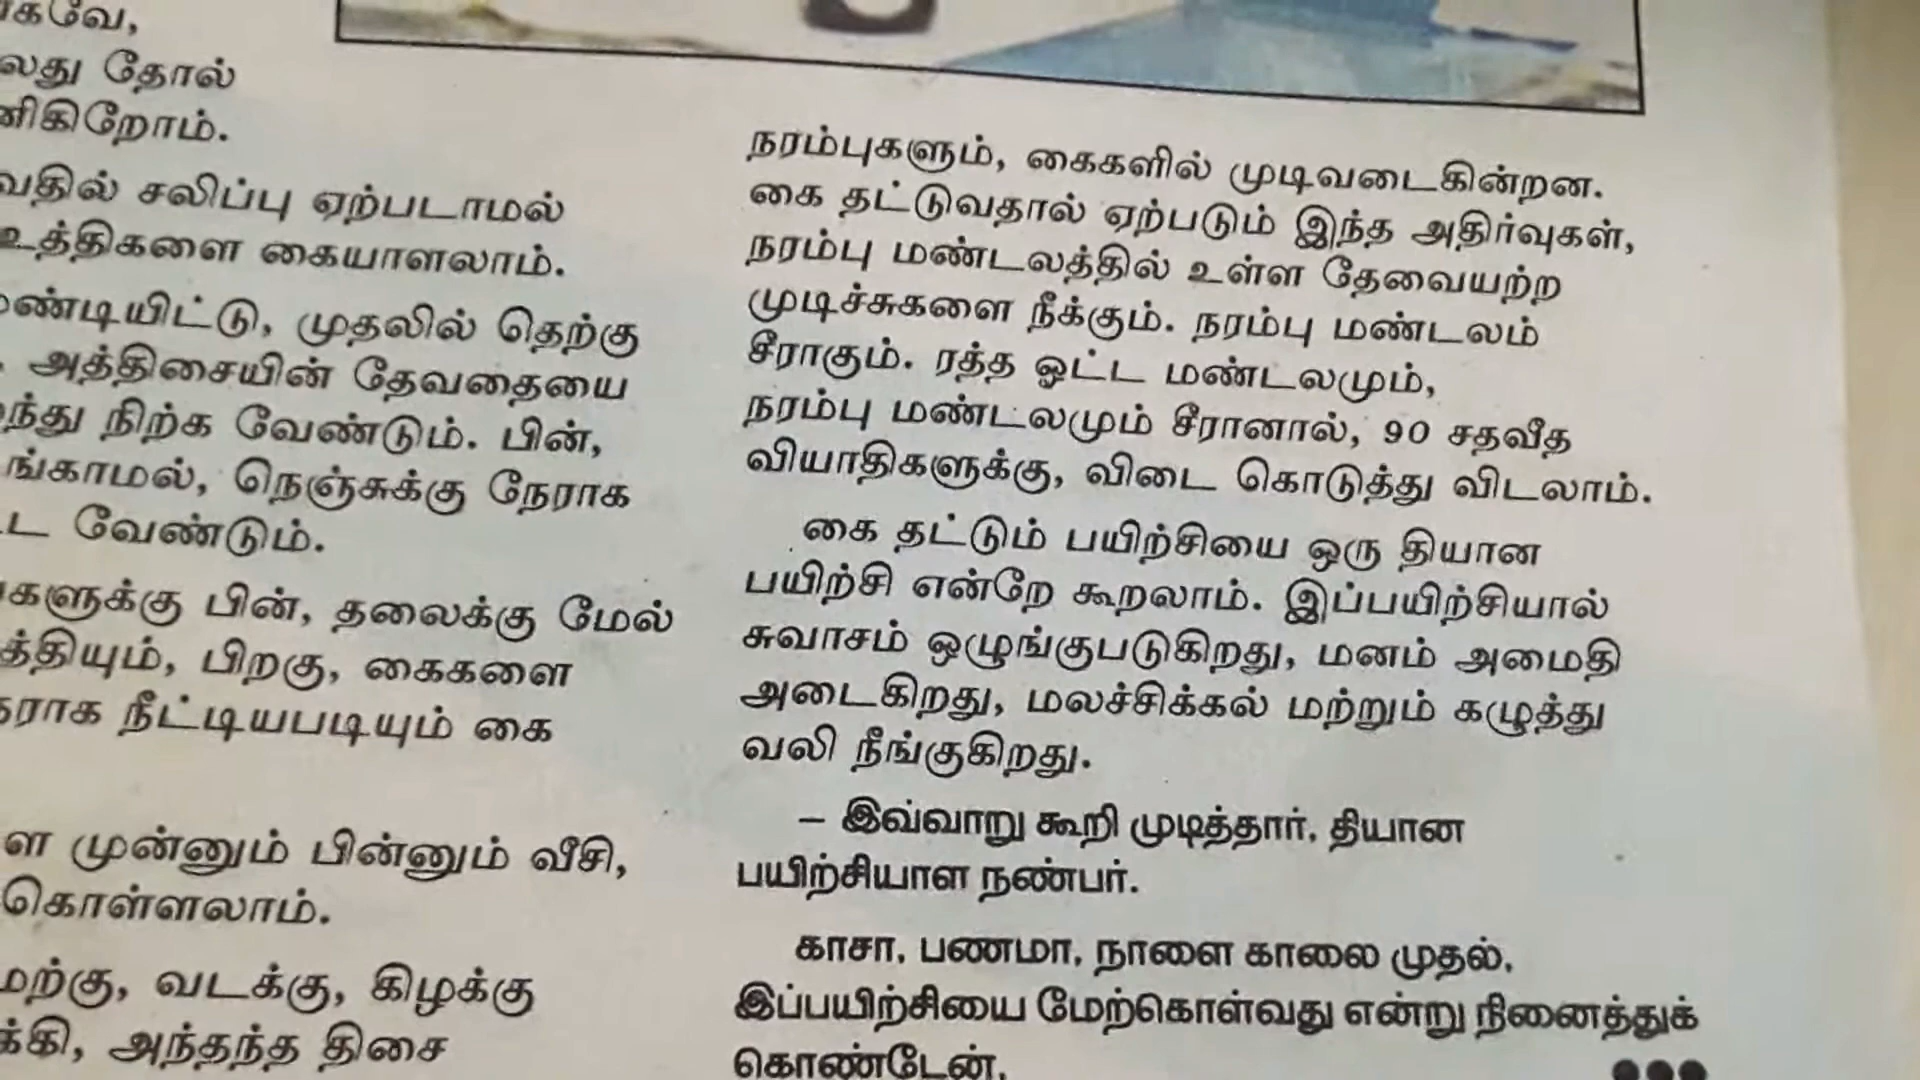 லது தோல்
னிகிறோம்.
வதில் சலிப்பு ஏற்படாமல்
உத்திகளை கையாளலாம்.
ண்டியிட்டு, முதலில் தெற்கு
அத்திசையின் தேவதையை
ந்து நிற்க வேண்டும். பின்,
ங்காமல், நெஞ்சுக்கு நேராக
ட வேண்டும்.
களுக்கு பின், தலைக்கு மேல்
த்தியும், பிறகு, கைகளை
ராக நீட்டியபடியும் கை
ள முன்னும் பின்னும் வீசி,
கொள்ளலாம்.
மற்கு, வடக்கு, கிழக்கு
க்கி, அந்தந்த திசை
நரம்புகளும், கைகளில் முடிவடைகின்றன.
கை தட்டுவதால் ஏற்படும் இந்த அதிர்வுகள்,
நரம்பு மண்டலத்தில் உள்ள தேவையற்ற
முடிச்சுகளை நீக்கும். நரம்பு மண்டலம்
சீராகும். ரத்த ஓட்ட மண்டலமும்,
நரம்பு மண்டலமும் சீரானால், 90 சதவீத
வியாதிகளுக்கு, விடை கொடுத்து விடலாம்.
கை தட்டும் பயிற்சியை ஒரு தியான
பயிற்சி என்றே கூறலாம். இப்பயிற்சியால்
சுவாசம் ஒழுங்குபடுகிறது, மனம் அமைதி
அடைகிறது, மலச்சிக்கல் மற்றும் கழுத்து
வலி நீங்குகிறது.
– இவ்வாறு கூறி முடித்தார், தியான
பயிற்சியாள நண்பர்.
காசா, பணமா, நாளை காலை முதல்,
இப்பயிற்சியை மேற்கொள்வது என்று நினைத்துக்
கொண்டேன்.